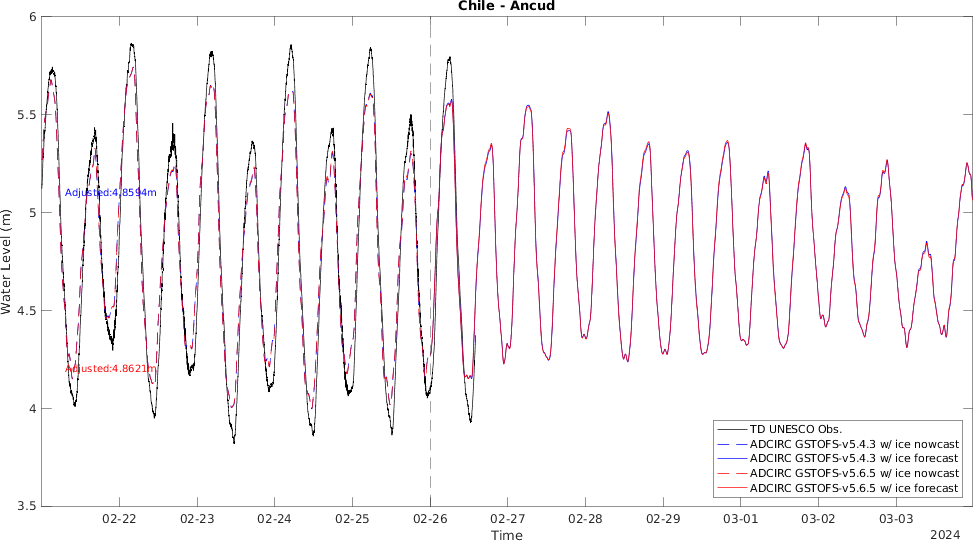 Chile - Ancud
Water Level (m)
6
5.5
5
4.5
4
3.5
Adjusted:4.8594m
Adjusted:4.8621m
TD UNESCO Obs.
ADCIRC GSTOFS-v5.4.3 w/ ice nowcast
ADCIRC GSTOFS-v5.4.3 w/ ice forecast
ADCIRC GSTOFS-v5.6.5 w/ ice nowcast
ADCIRC GSTOFS-v5.6.5 w/ ice forecast
02-22 02-23 02-24 02-25 02-26 02-27 02-28 02-29 03-01 03-02 03-03
Time
2024